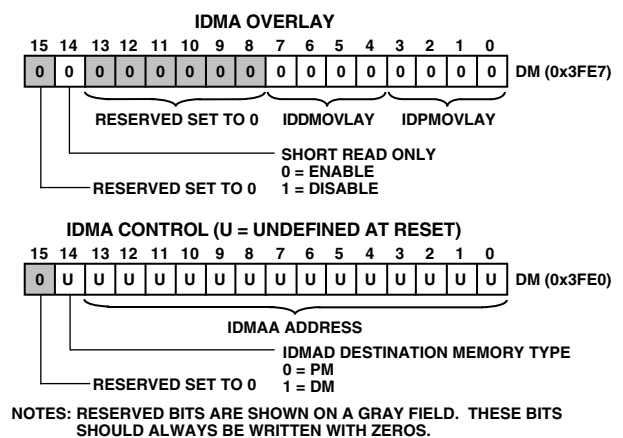 IDMA OVERLAY
15 14 13 12 11 10 9 8 7 6 5 4 3 2 1 0
0 0 0 0 0 0 0 0 0 0 0 0 0 0 0 0 DM (0x3FE7)
RESERVED SET TO 0 IDDMOVLAY IDPMOVLAY
SHORT READ ONLY
0 = ENABLE
RESERVED SET TO 0 1 = DISABLE
IDMA CONTROL (U = UNDEFINED AT RESET)
15 14 13 12 11 10 9 8 7 6 5 4 3 2 1 0
0 U U U U U U U U U U U U U U U DM (0x3FE0)
IDMAA ADDRESS
IDMAD DESTINATION MEMORY TYPE
0 = PM
RESERVED SET TO 0 1 = DM
NOTES: RESERVED BITS ARE SHOWN ON A GRAY FIELD. THESE BITS
SHOULD ALWAYS BE WRITTEN WITH ZEROS.